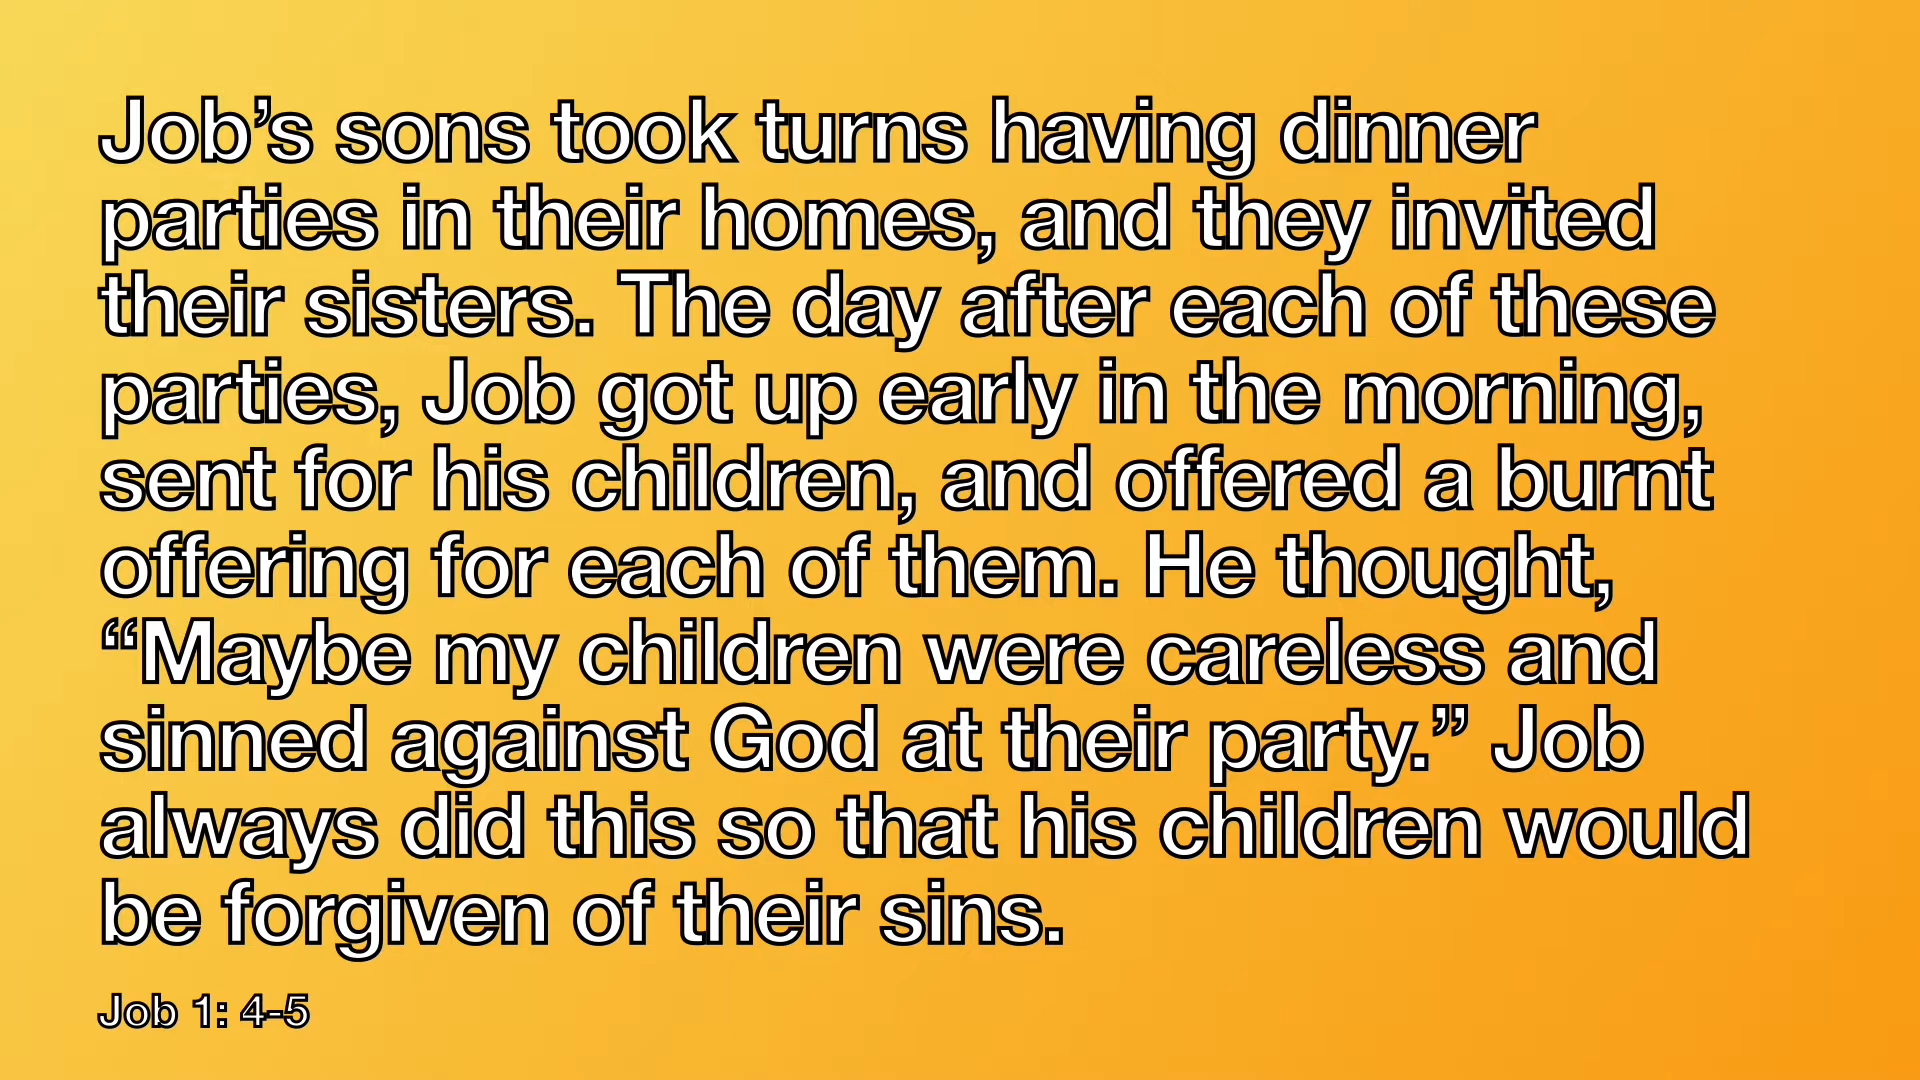 Job’s sons took turns having dinner
parties in their homes, and they invited
their sisters. The day after each of these
parties, Job got up early in the morning,
sent for his children, and offered a burnt
offering for each of them. He thought,
“Maybe my children were careless and
sinned against God at their party.” Job
always did this so that his children would
be forgiven of their sins.
Job 1: 4-5